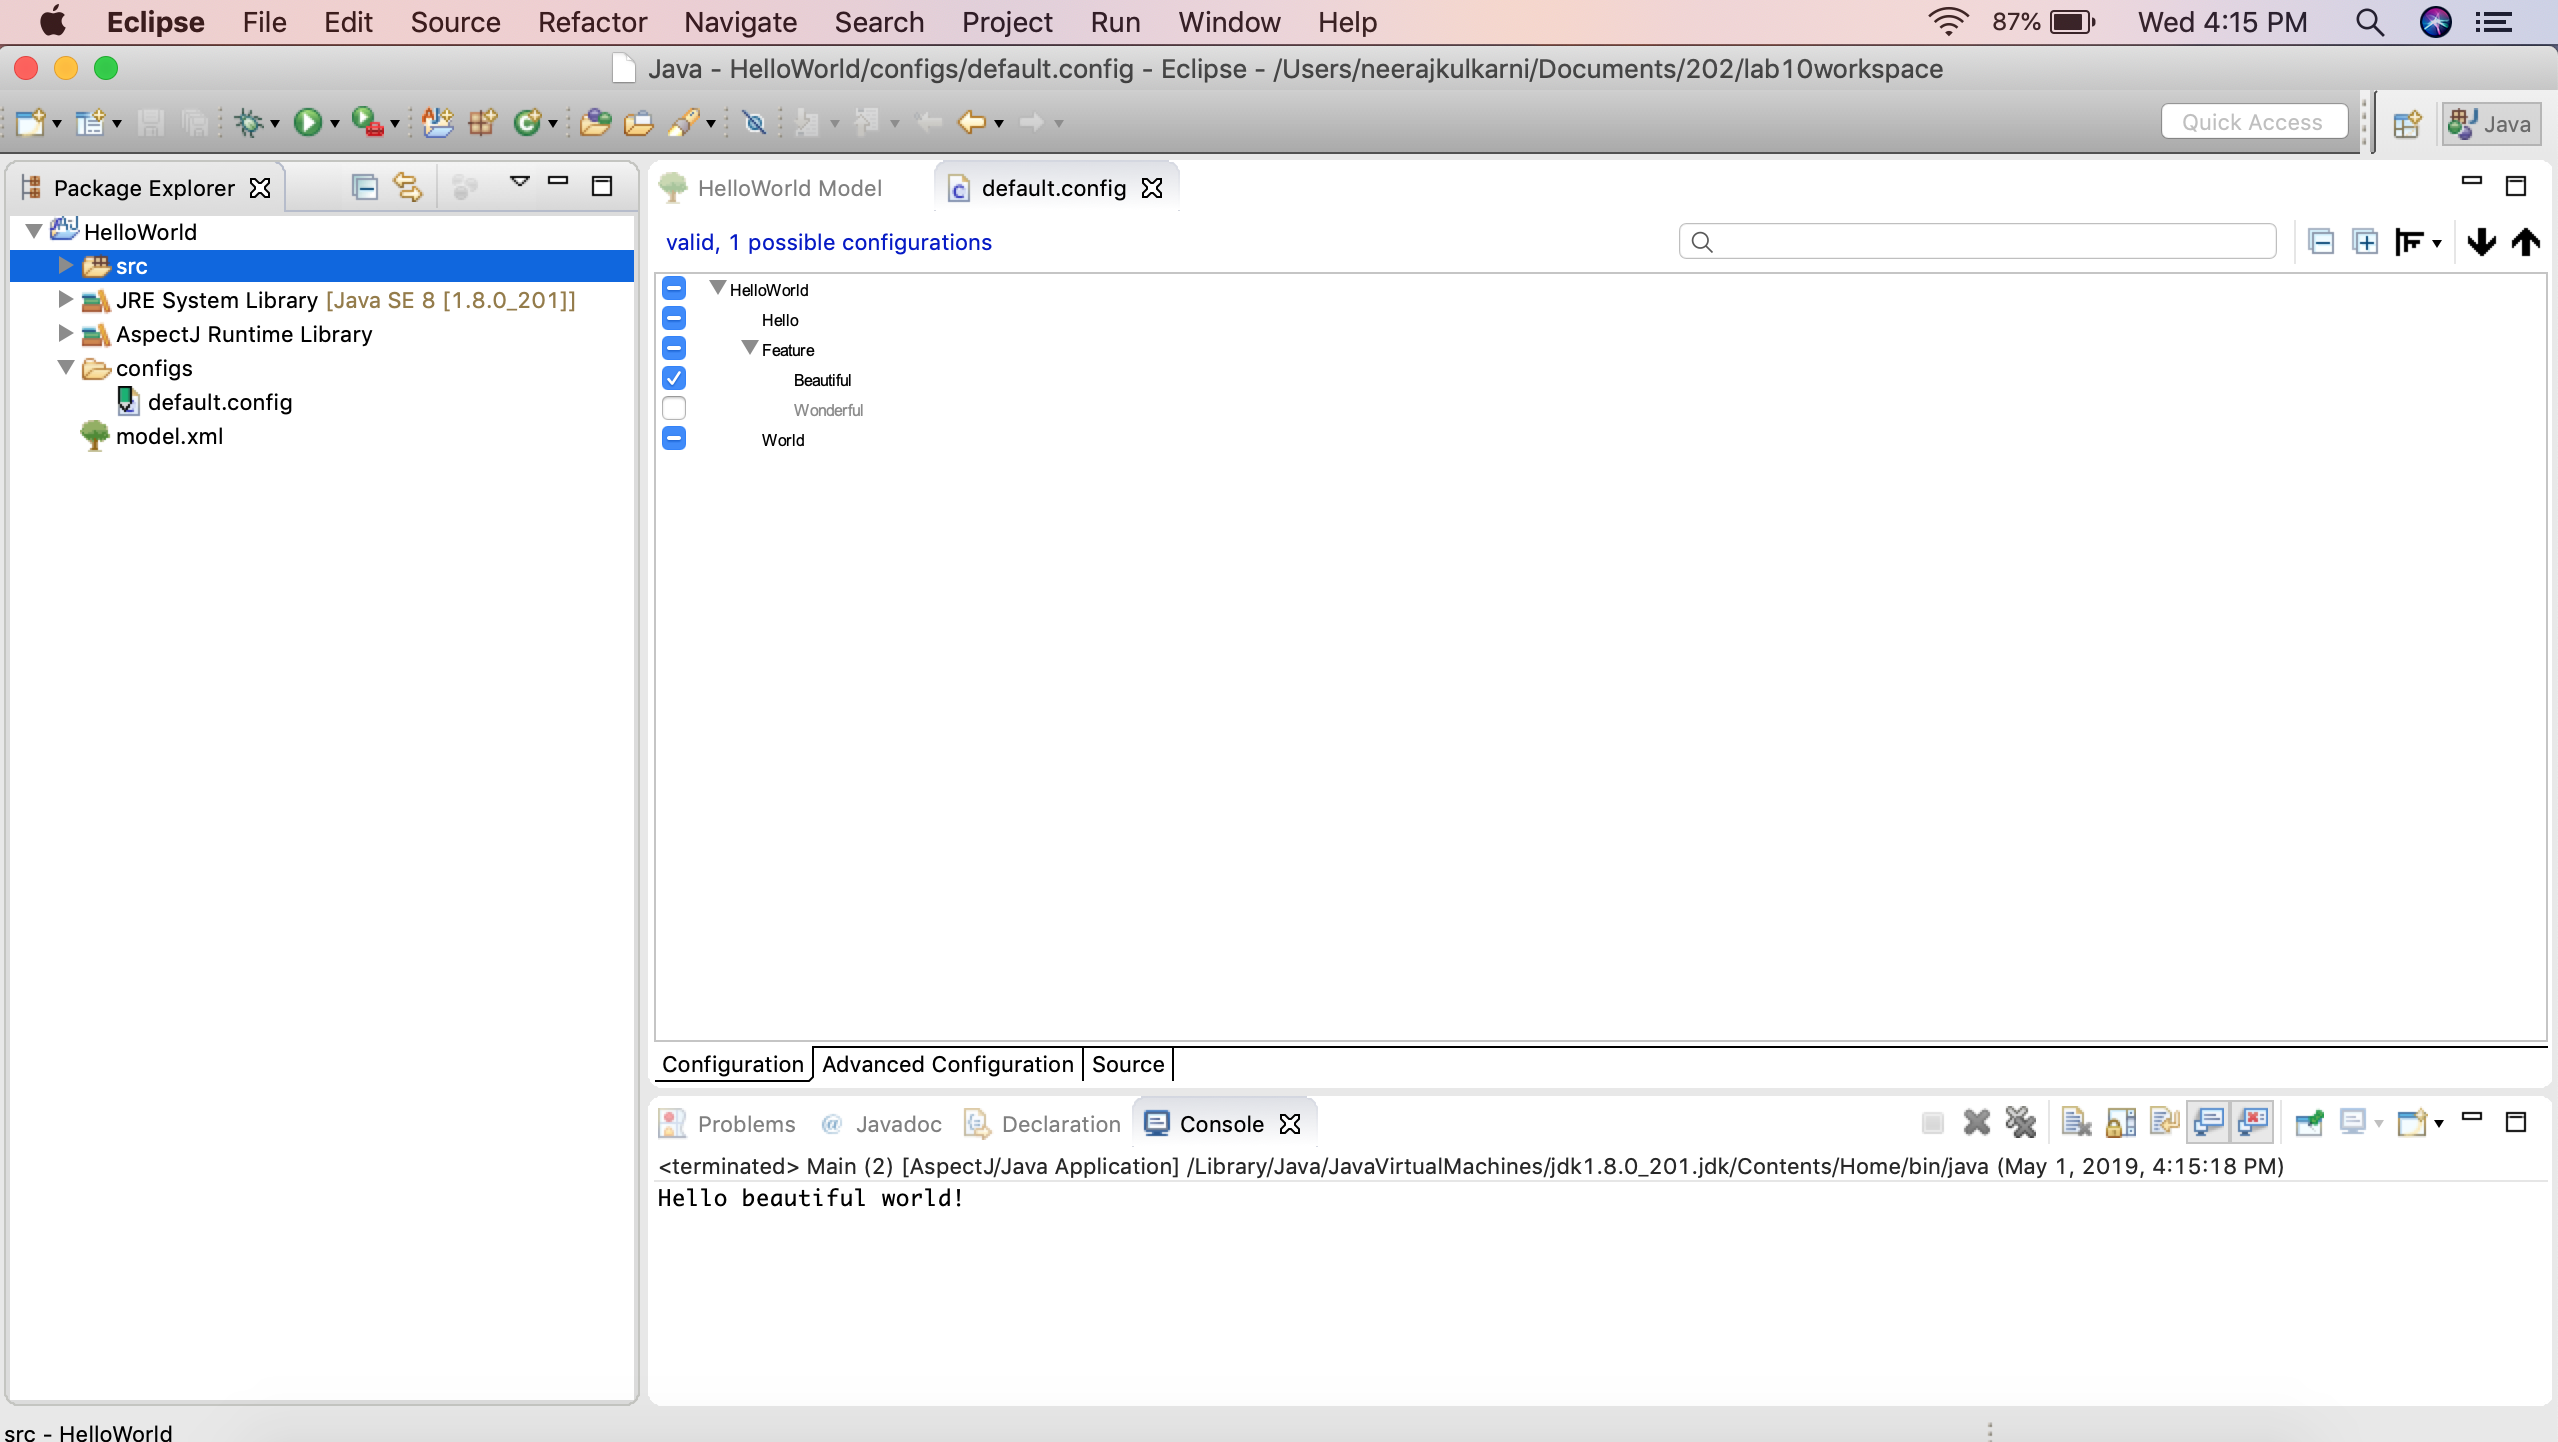 Eclipse File Edit Source Refactor Navigate Search Project Run Window Help 87% Wed 4:15 PM
Java - HelloWorld/configs/default.config - Eclipse - /Users/neerajkulkarni/Documents/202/lab10workspace
Quick Access Java
Package Explorer
HelloWorld
src
JRE System Library [Java SE 8 [1.8.0_201]]
AspectJ Runtime Library
configs
default.config
model.xml
HelloWorld Model default.config
valid, 1 possible configurations
HelloWorld
Hello
Feature
Beautiful
Wonderful
World
Configuration Advanced Configuration Source
Problems @ Javadoc Declaration Console
<terminated> Main (2) [AspectJ/Java Application] /Library/Java/JavaVirtualMachines/jdk1.8.0_201.jdk/Contents/Home/bin/java (May 1, 2019, 4:15:18 PM)
Hello beautiful world!
src - HelloWorld